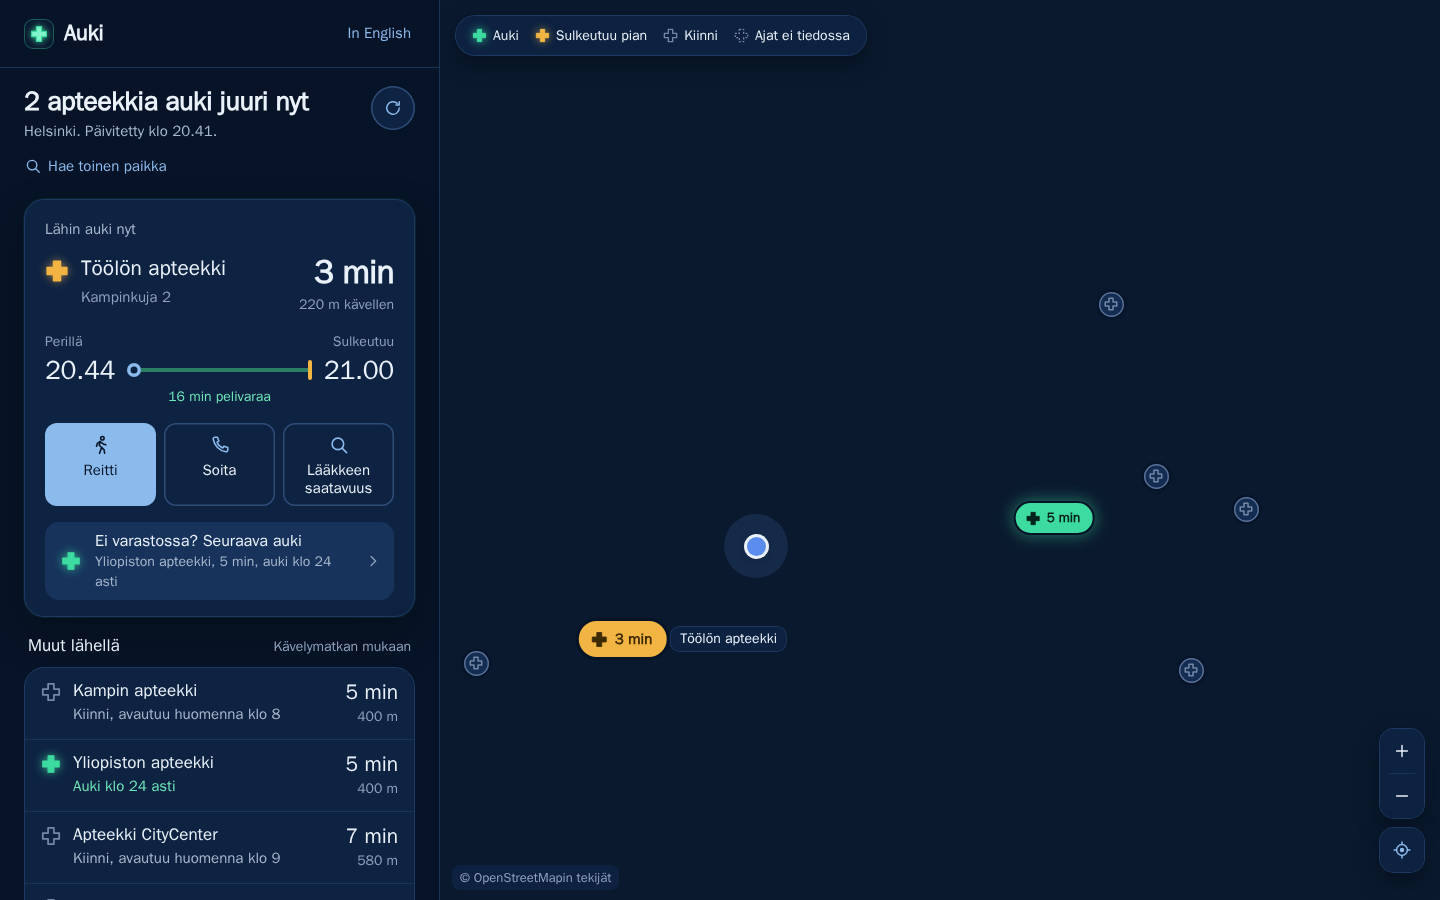 Auki
In English
2 apteekkia auki juuri nyt
Helsinki. Päivitetty klo 20.41.
Hae toinen paikka
Lähin auki nyt
Töölön apteekki
3 min
Kampinkuja 2
220 m kävellen
Perillä
Sulkeutuu
20.44
21.00
16 min pelivaraa
Reitti
Soita
Lääkkeen
saatavuus
Ei varastossa? Seuraava auki
Yliopiston apteekki, 5 min, auki klo 24
asti
Muut lähellä
Kävelymatkan mukaan
Kampin apteekki
5 min
Kiinni, avautuu huomenna klo 8
400 m
Yliopiston apteekki
5 min
Auki klo 24 asti
400 m
Apteekki CityCenter
7 min
Kiinni, avautuu huomenna klo 9
580 m
Auki
Sulkeutuu pian
Kiinni
Ajat ei tiedossa
5 min
3 min
Töölön apteekki
+
−
© OpenStreetMapin tekijät